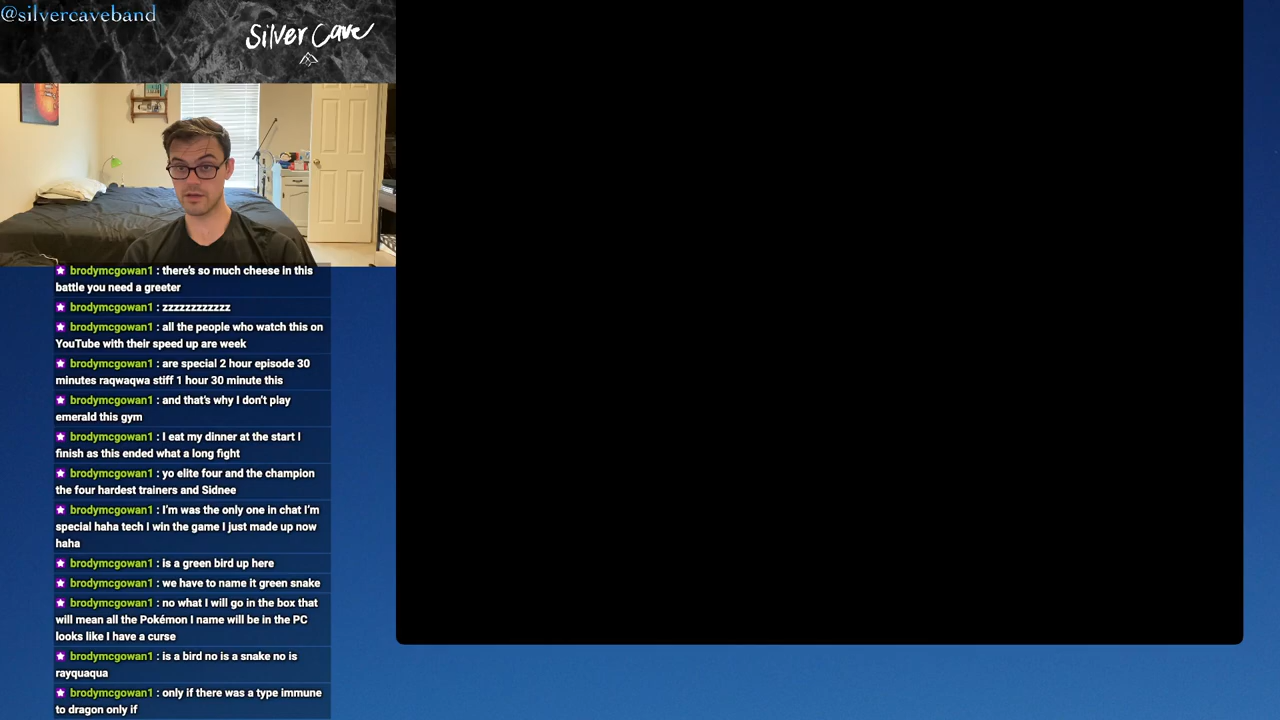 @silvercaveband
Silver Cave
brodymcgowan1 : there's so much cheese in this
battle you need a greeter
brodymcgowan1 : zzzzzzzzzzzz
brodymcgowan1 : all the people who watch this on
YouTube with their speed up are week
brodymcgowan1 : are special 2 hour episode 30
minutes raqwaqwa stiff 1 hour 30 minute this
brodymcgowan1 : and that's why I don't play
emerald this gym
brodymcgowan1 : I eat my dinner at the start I
finish as this ended what a long fight
brodymcgowan1 : yo elite four and the champion
the four hardest trainers and Sidnee
brodymcgowan1 : I'm was the only one in chat I'm
special haha tech I win the game I just made up now
haha
brodymcgowan1 : is a green bird up here
brodymcgowan1 : we have to name it green snake
brodymcgowan1 : no what I will go in the box that
will mean all the Pokémon I name will be in the PC
looks like I have a curse
brodymcgowan1 : is a bird no is a snake no is
rayquaqua
brodymcgowan1 : only if there was a type immune
to dragon only if